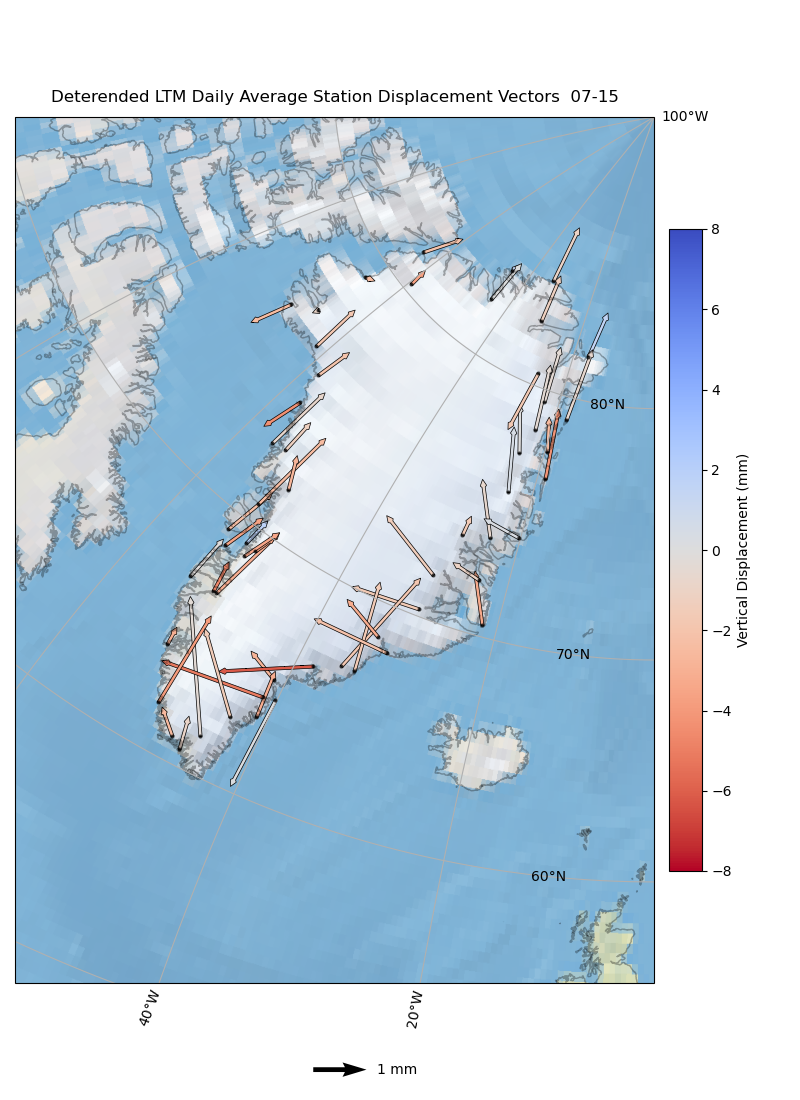 Deterended LTM Daily Average Station Displacement Vectors  07-15
100°W
8
6
4
2
0
−2
−4
−6
−8
Vertical Displacement (mm)
80°N
70°N
60°N
40°W
20°W
1 mm